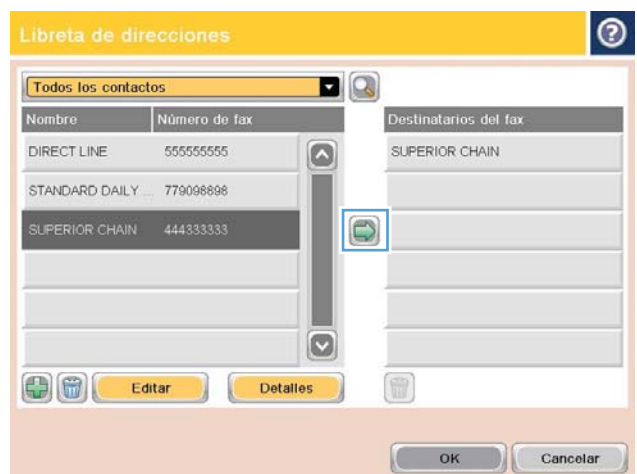 Libreta de direcciones
?
Todos los contactos
Nombre Número de fax
Destinatarios del fax
DIRECT LINE 555555555
SUPERIOR CHAIN
STANDARD DAILY ... 779098698
SUPERIOR CHAIN 444333333
Editar
Detalles
OK
Cancelar